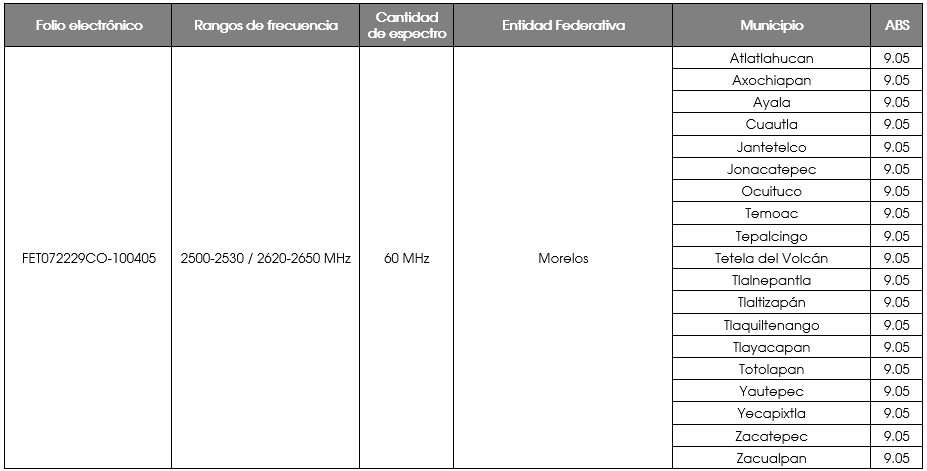 Folio electrónico Rangos de frecuencia Cantidad de espectro Entidad Federativa Municipio ABS
Atlatlahucan 9.05
Axochiapan 9.05
Ayala 9.05
Cuautla 9.05
Jantetelco 9.05
Jonacatepec 9.05
Ocuituco 9.05
Temoac 9.05
Tepalcingo 9.05
FET072229CO-100405 2500-2530 / 2620-2650 MHz 60 MHz Morelos Tetela del Volcán 9.05
Tlalnepantla 9.05
Tlaltizapán 9.05
Tlaquiltenango 9.05
Tlayacapan 9.05
Totolapan 9.05
Yautepec 9.05
Yecapixtla 9.05
Zacatepec 9.05
Zacualpan 9.05